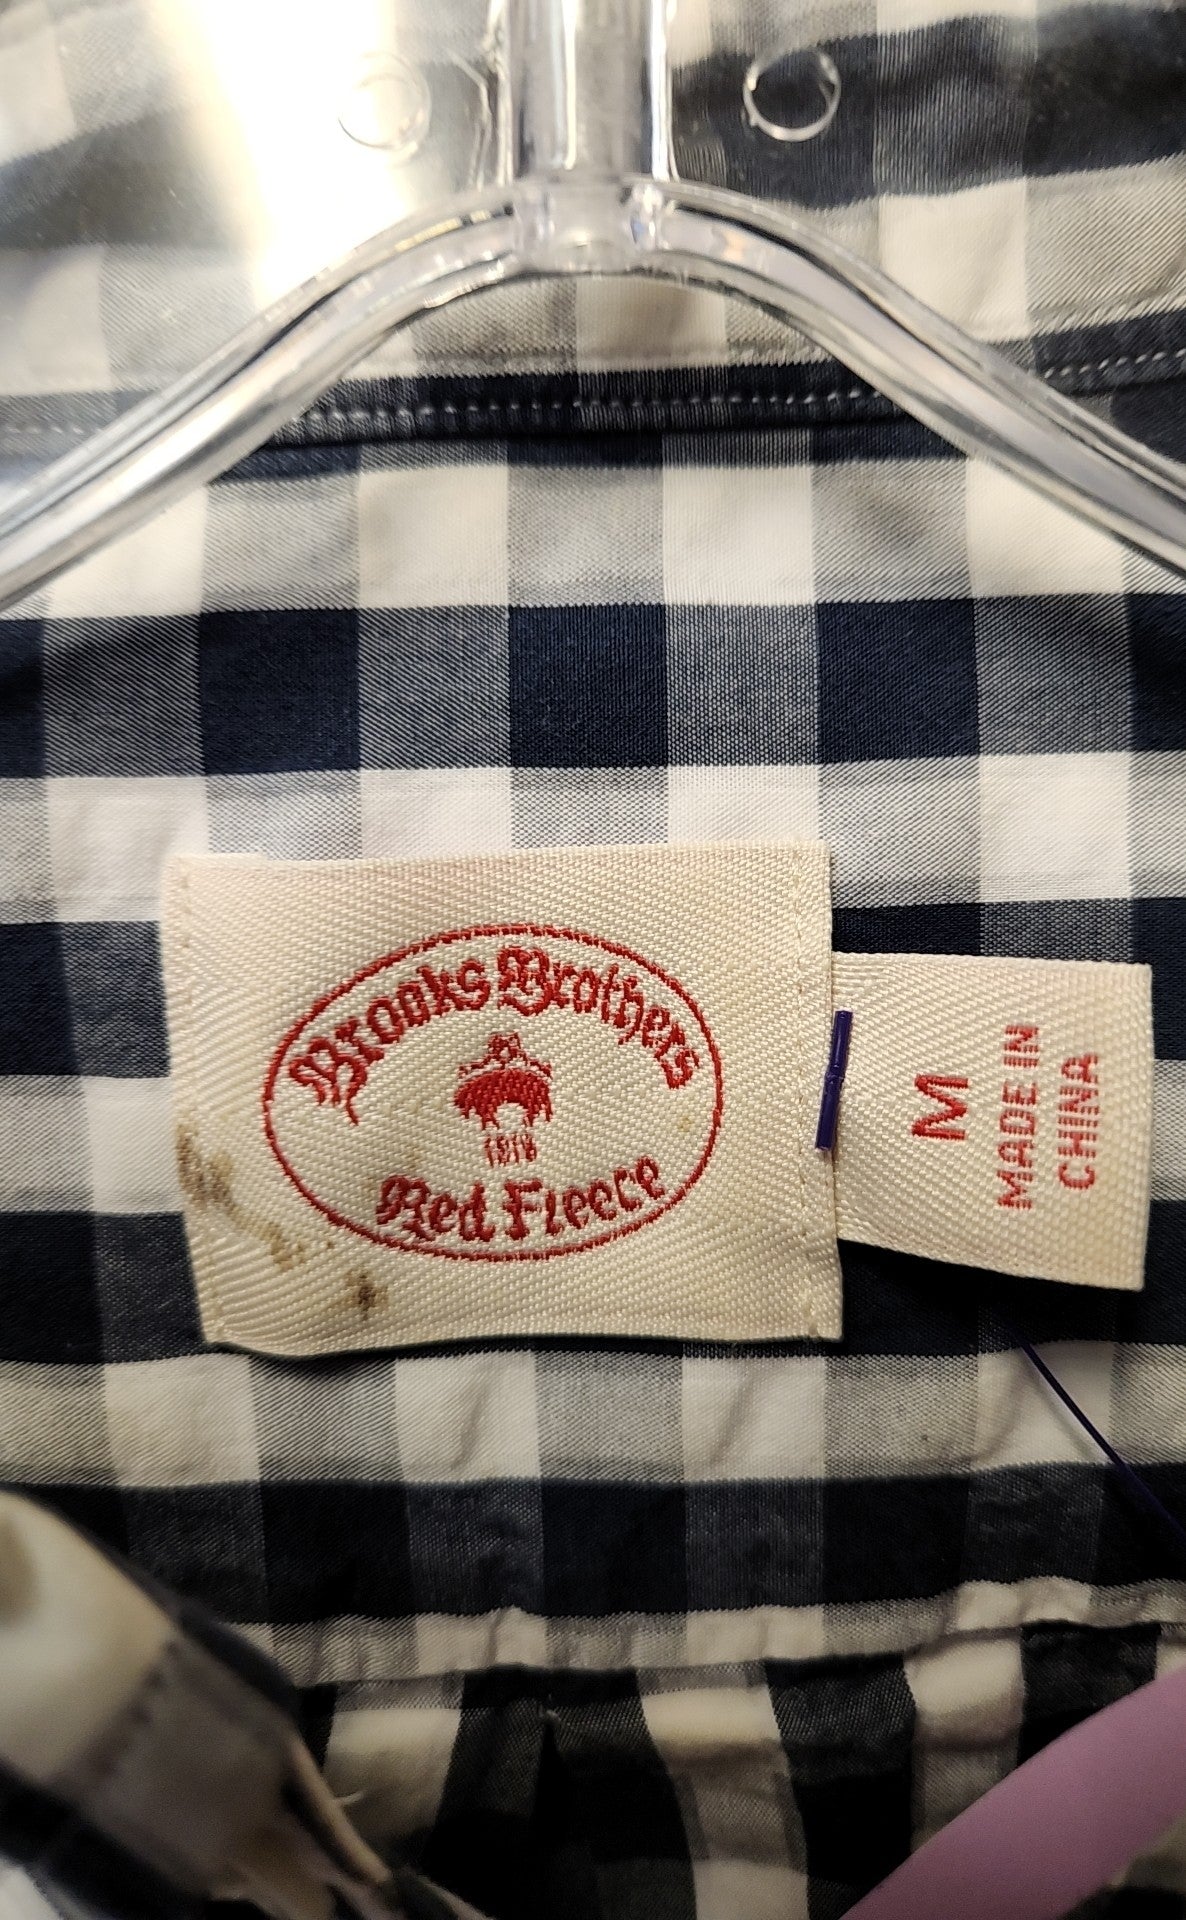 Brooks Brothers
1818
Red Fleece
M
MADE IN
CHINA